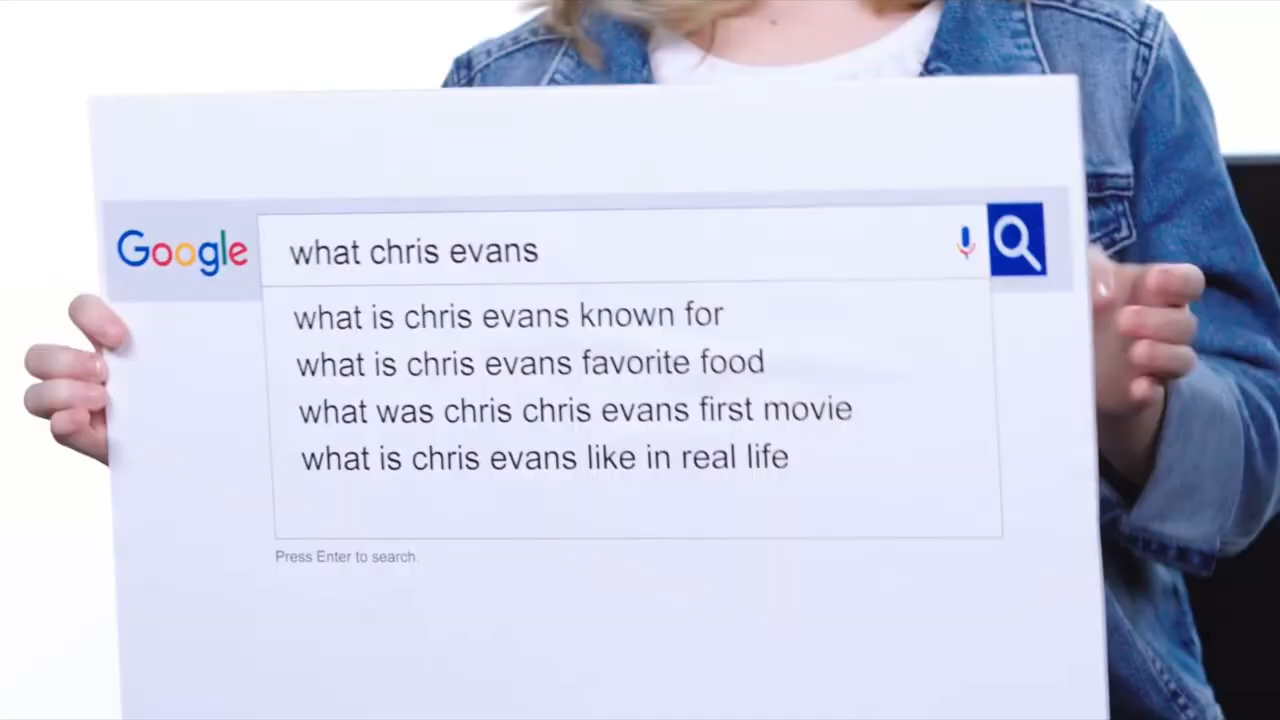 Google what chris evans
what is chris evans known for
what is chris evans favorite food
what was chris chris evans first movie
what is chris evans like in real life
Press Enter to search.